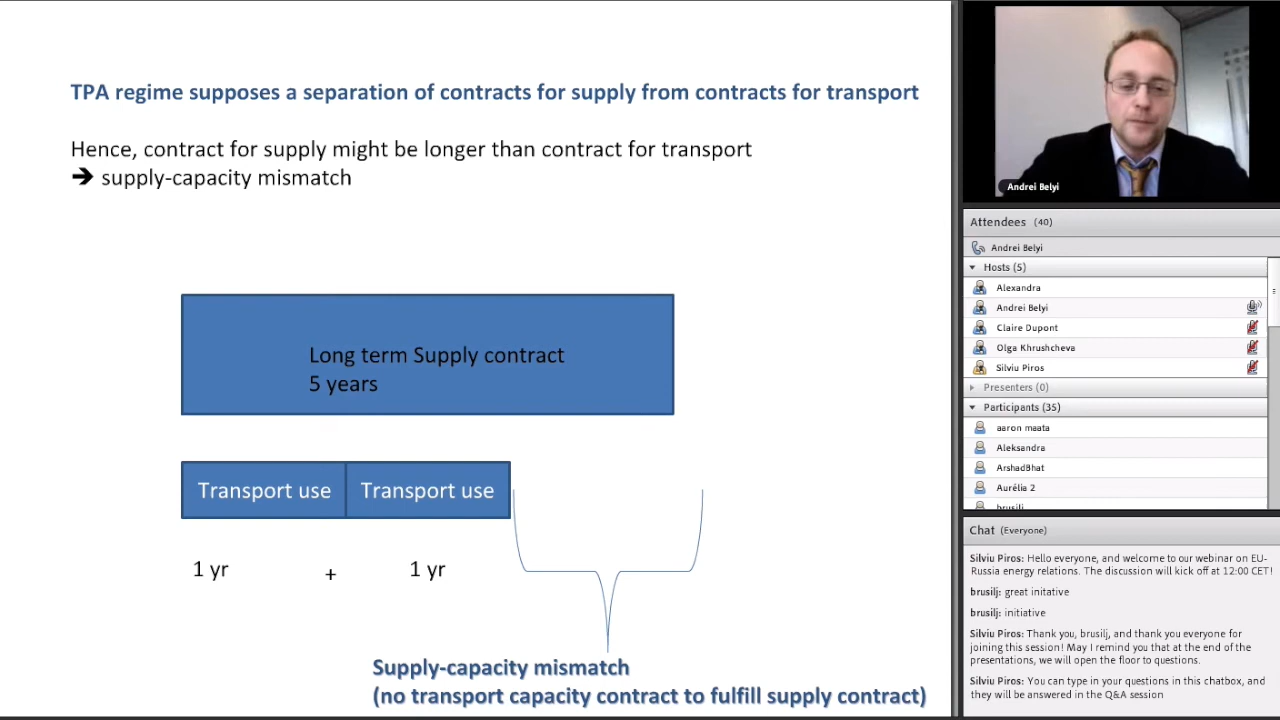 TPA regime supposes a separation of contracts for supply from contracts for transport
Hence, contract for supply might be longer than contract for transport
➔ supply-capacity mismatch
Long term Supply contract
5 years
Transport use
Transport use
1 yr
+
1 yr
Supply-capacity mismatch
(no transport capacity contract to fulfill supply contract)
Andrei Belyi
Attendees (40)
Andrei Belyi
Hosts (5)
Alexandra
Andrei Belyi
Claire Dupont
Olga Khrushcheva
Silviu Piros
Presenters (0)
Participants (35)
aaron maata
Aleksandra
ArshadBhat
Aurélia 2
brusilj
Chat (Everyone)
Silviu Piros: Hello everyone, and welcome to our webinar on EU-
Russia energy relations. The discussion will kick off at 12:00 CET!
brusilj: great initative
brusilj: initiative
Silviu Piros: Thank you, brusilj, and thank you everyone for
joining this session! May I remind you that at the end of the
presentations, we will open the floor to questions.
Silviu Piros: You can type in your questions in this chatbox, and
they will be answered in the Q&A session